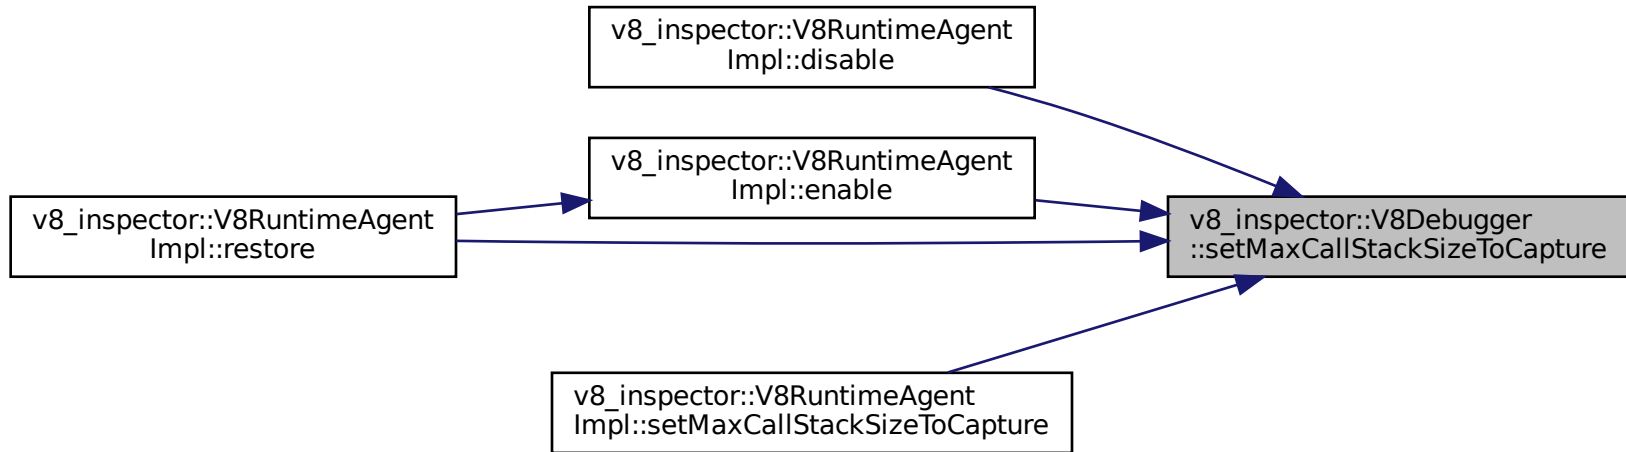 v8_inspector::V8RuntimeAgent
Impl::disable
v8_inspector::V8RuntimeAgent
Impl::enable
v8_inspector::V8RuntimeAgent
Impl::restore
v8_inspector::V8Debugger
::setMaxCallStackSizeToCapture
v8_inspector::V8RuntimeAgent
Impl::setMaxCallStackSizeToCapture